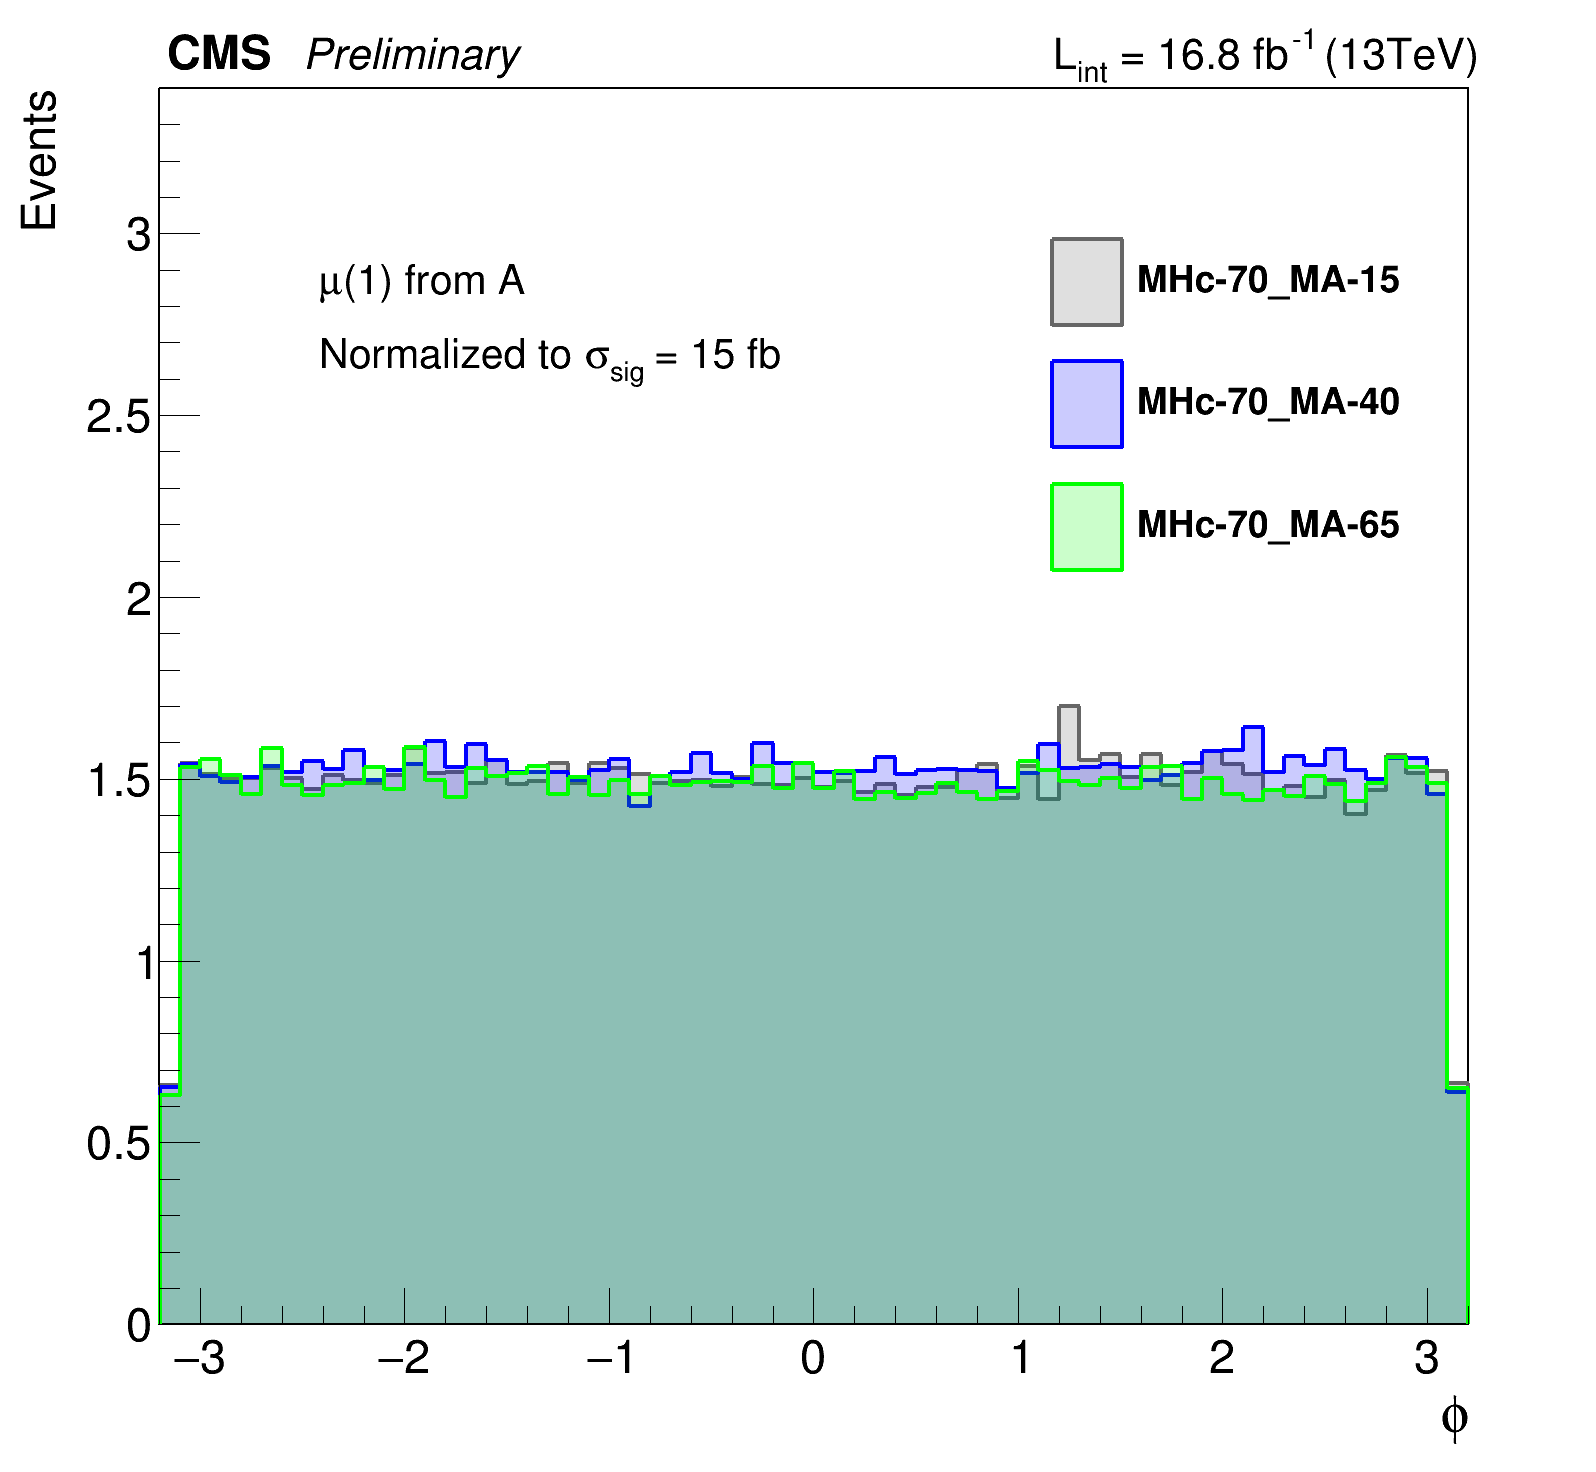 CMS Preliminary
L_int = 16.8 fb^-1 (13TeV)
Events
3
2.5
2
1.5
1
0.5
0
μ(1) from A
Normalized to σ_sig = 15 fb
MHc-70_MA-15
MHc-70_MA-40
MHc-70_MA-65
−3 −2 −1 0 1 2 3
ϕ